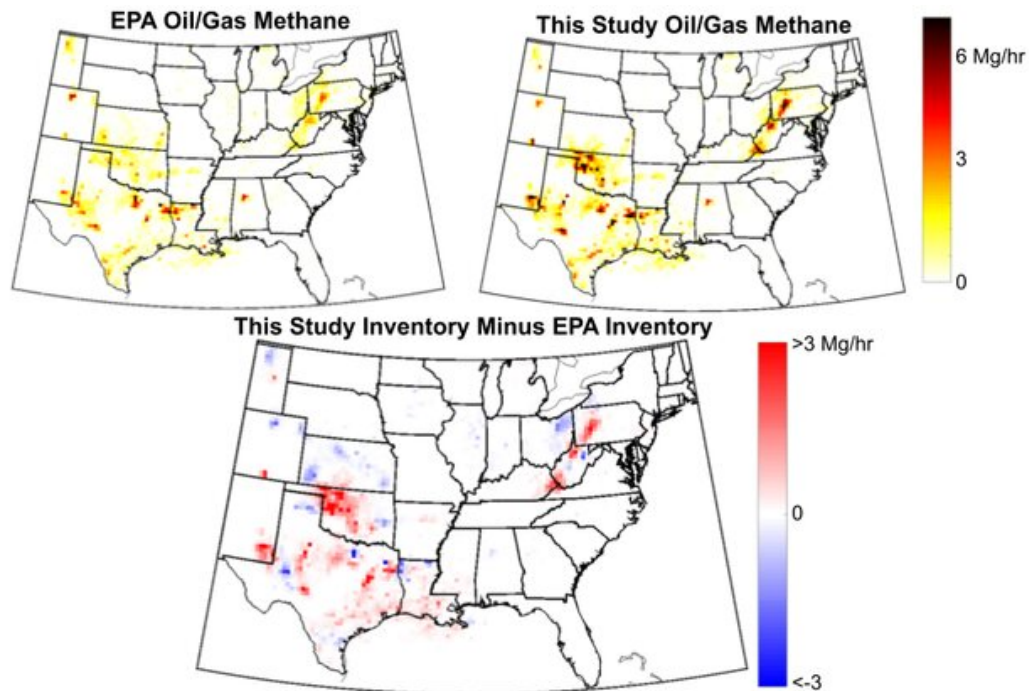 EPA Oil/Gas Methane
This Study Oil/Gas Methane
6 Mg/hr
3
0
This Study Inventory Minus EPA Inventory
>3 Mg/hr
0
<-3